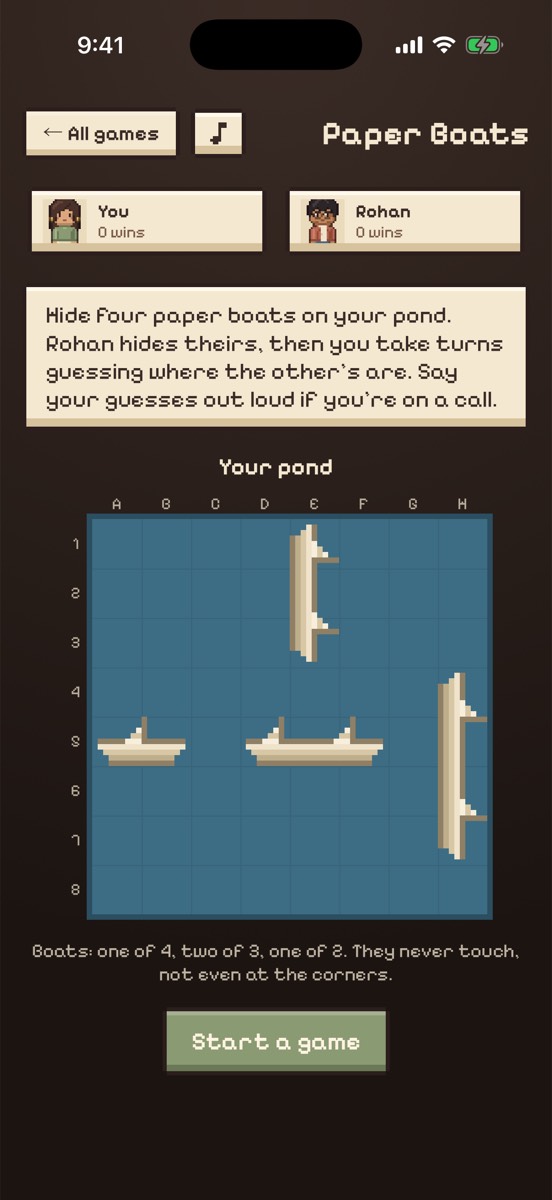 9:41
← All games
Paper Boats
You
0 wins
Rohan
0 wins
Hide four paper boats on your pond.
Rohan hides theirs, then you take turns
guessing where the other's are. Say
your guesses out loud if you're on a call.
Your pond
A B C D E F G H
1
2
3
4
5
6
7
8
Boats: one of 4, two of 3, one of 2. They never touch,
not even at the corners.
Start a game